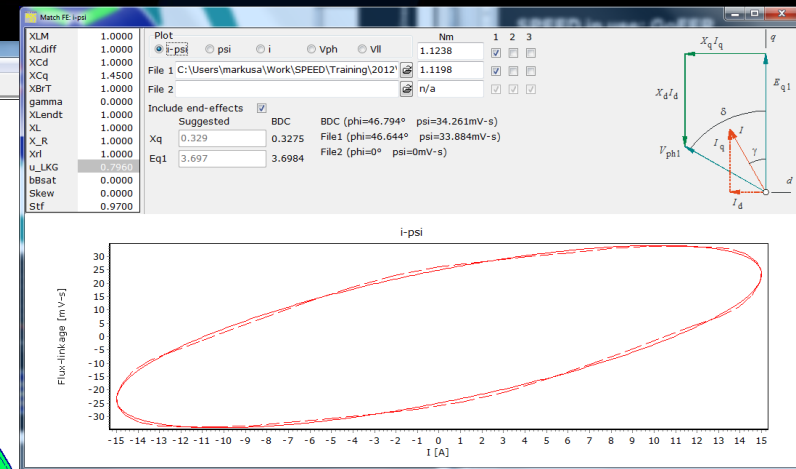 SPEED in use: GoFER
Match FE: i-psi
XLM 1.0000
XLdiff 1.0000
XCd 1.0000
XCq 1.4500
XBrT 1.0000
gamma 0.0000
XLendt 1.0000
XL 1.0000
X_R 1.0000
Xrl 1.0000
u_LKG 0.7960
bBsat 0.0000
Skew 0.0000
Stf 0.9700
Plot
i-psi psi i Vph Vll
Nm 1 2 3
1.1238
File 1 C:\Users\markusa\Work\SPEED\Training\2012\ 1.1198
File 2 n/a
Include end-effects
Suggested BDC BDC (phi=46.794° psi=34.261mV-s)
Xq 0.329 0.3275 File1 (phi=46.644° psi=33.884mV-s)
File2 (phi=0° psi=0mV-s)
Eq1 3.697 3.6984
XqIq q
XdId Eq1
δ
I
Vph1 Iq γ
d
Id
i-psi
Flux-linkage [mV-s]
30
25
20
15
10
5
0
-5
-10
-15
-20
-25
-30
-15 -14 -13 -12 -11 -10 -9 -8 -7 -6 -5 -4 -3 -2 -1 0 1 2 3 4 5 6 7 8 9 10 11 12 13 14 15
I [A]